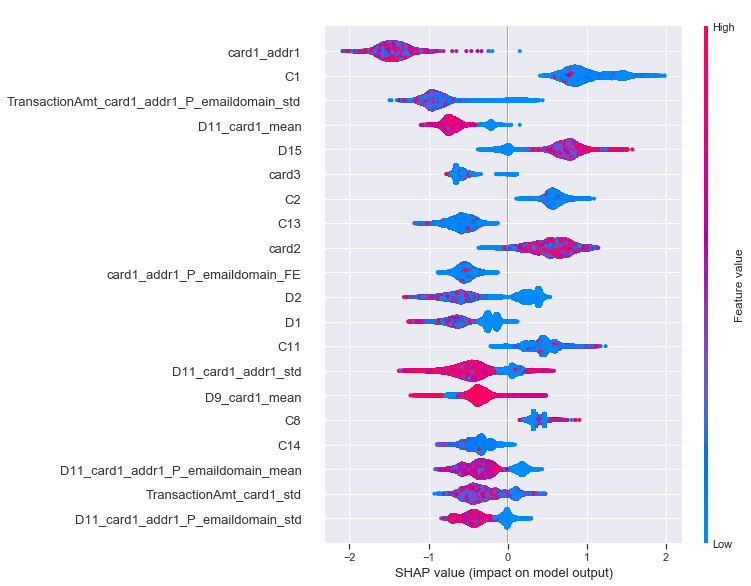 High
card1_addr1
C1
TransactionAmt_card1_addr1_P_emaildomain_std
D11_card1_mean
D15
card3
C2
C13
card2
card1_addr1_P_emaildomain_FE
D2
D1
C11
D11_card1_addr1_std
D9_card1_mean
C8
C14
D11_card1_addr1_P_emaildomain_mean
TransactionAmt_card1_std
D11_card1_addr1_P_emaildomain_std
Feature value
Low
−2 −1 0 1 2
SHAP value (impact on model output)